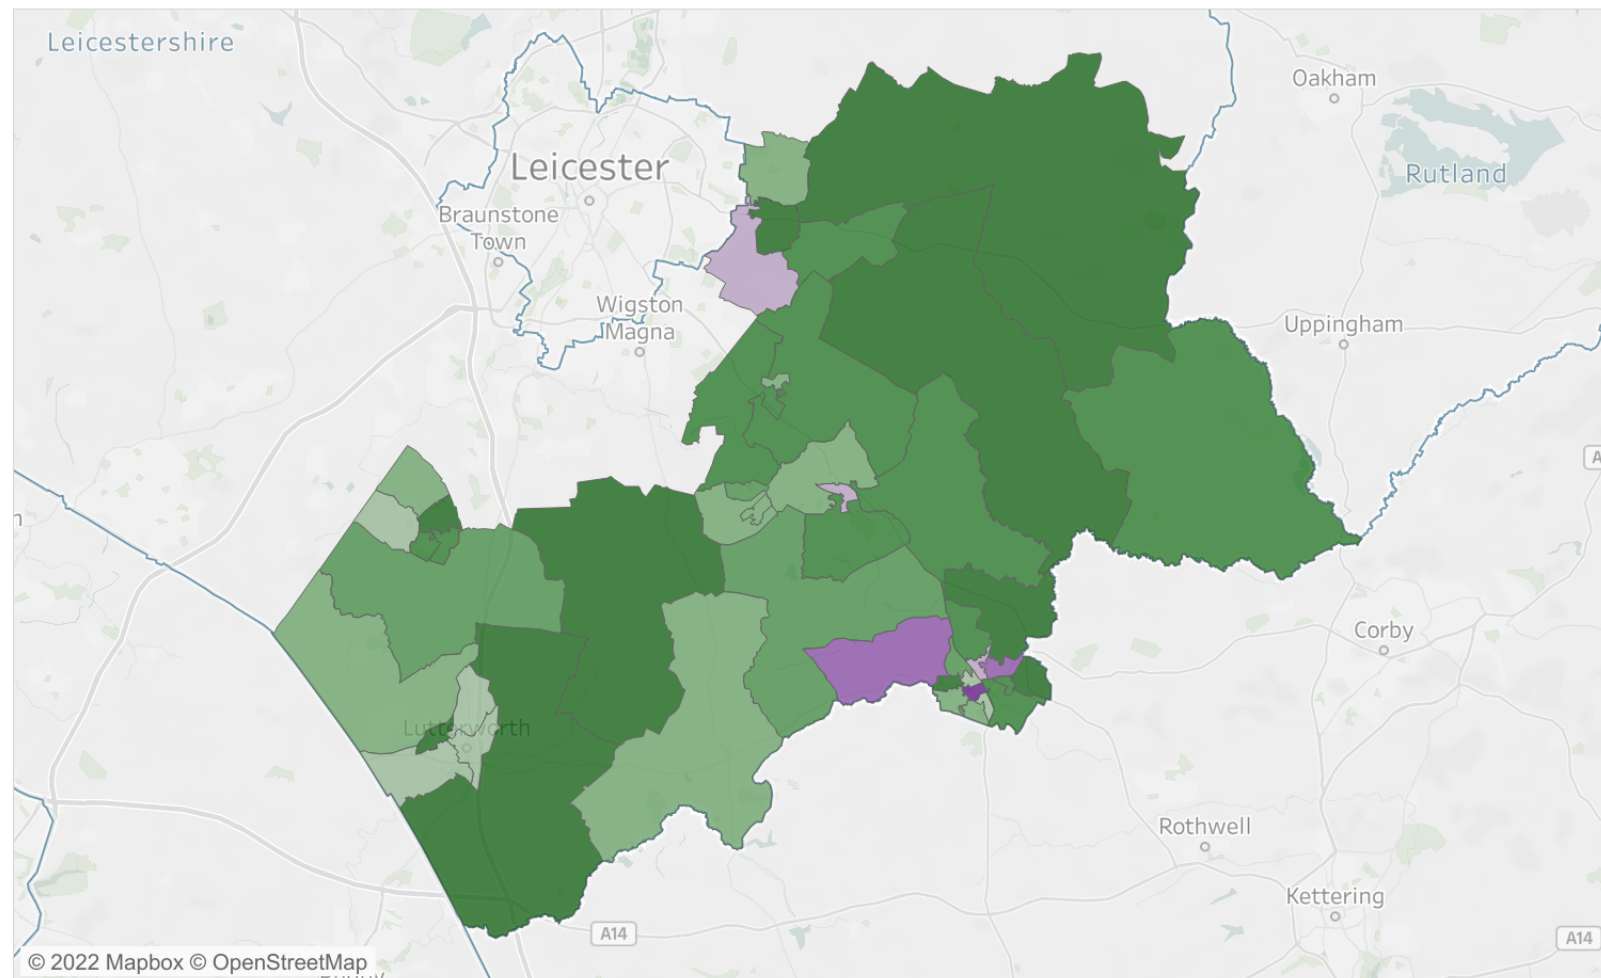 Leicestershire
Oakham
Leicester
Rutland
Braunstone
Town
Wigston
Magna
Uppingham
A
Corby
Lutterworth
Rothwell
Kettering
A14
A14
© 2022 Mapbox © OpenStreetMap